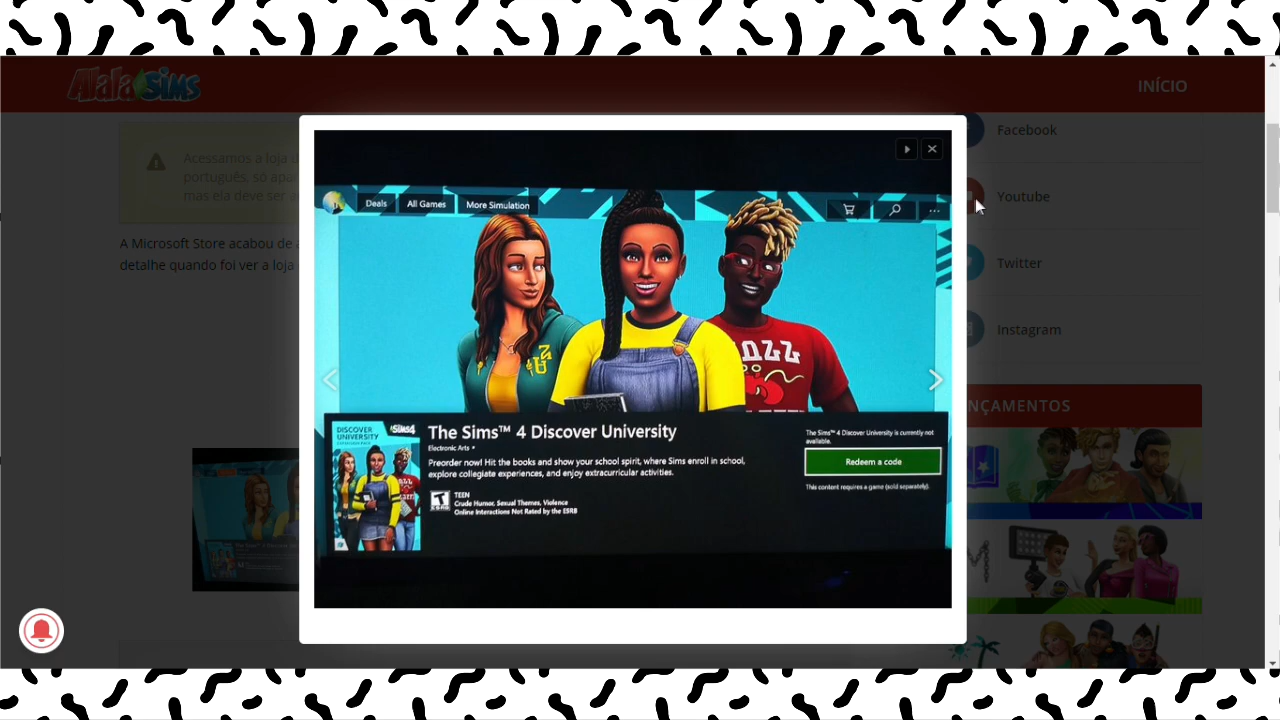 Alala Sims
INÍCIO
Acessamos a loja d
português, só apa
mas ela deve ser
A Microsoft Store acabou de
detalhe quando foi ver a loja
Facebook
Youtube
Twitter
Instagram
NÇAMENTOS
Deals
All Games
More Simulation
The Sims™ 4 Discover University
Electronic Arts
Preorder now! Hit the books and show your school spirit, where Sims enroll in school,
explore collegiate experiences, and enjoy extracurricular activities.
T
ESRB
TEEN
Crude Humor, Sexual Themes, Violence
Online Interactions Not Rated by the ESRB
The Sims™ 4 Discover University is currently not
available.
Redeem a code
This content requires a game (sold separately).
DISCOVER
UNIVERSITY
SIMS4